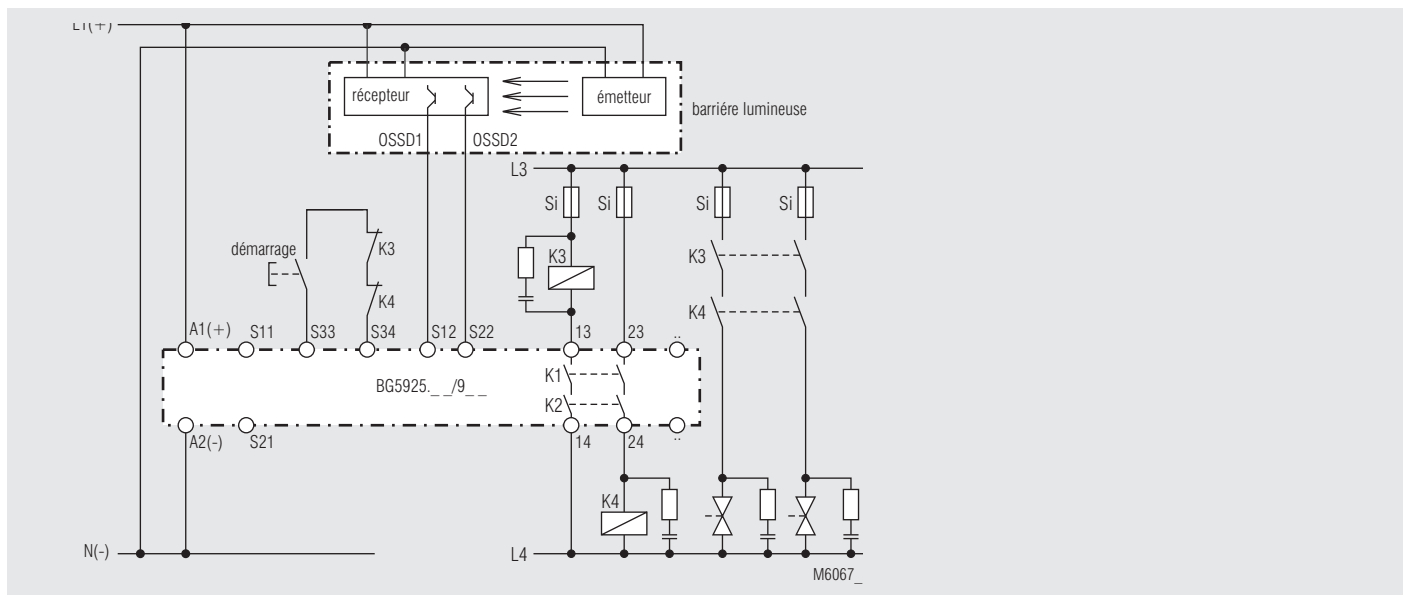 L1(+)
récepteur
émetteur
barriére lumineuse
OSSD1
OSSD2
L3
Si
Si
Si
Si
démarrage
K3
K3
K3
K4
K4
A1(+)
S11
S33
S34
S12
S22
13
23
..
BG5925._ _/9_ _
K1
K2
A2(-)
S21
14
24
..
K4
N(-)
L4
M6067_